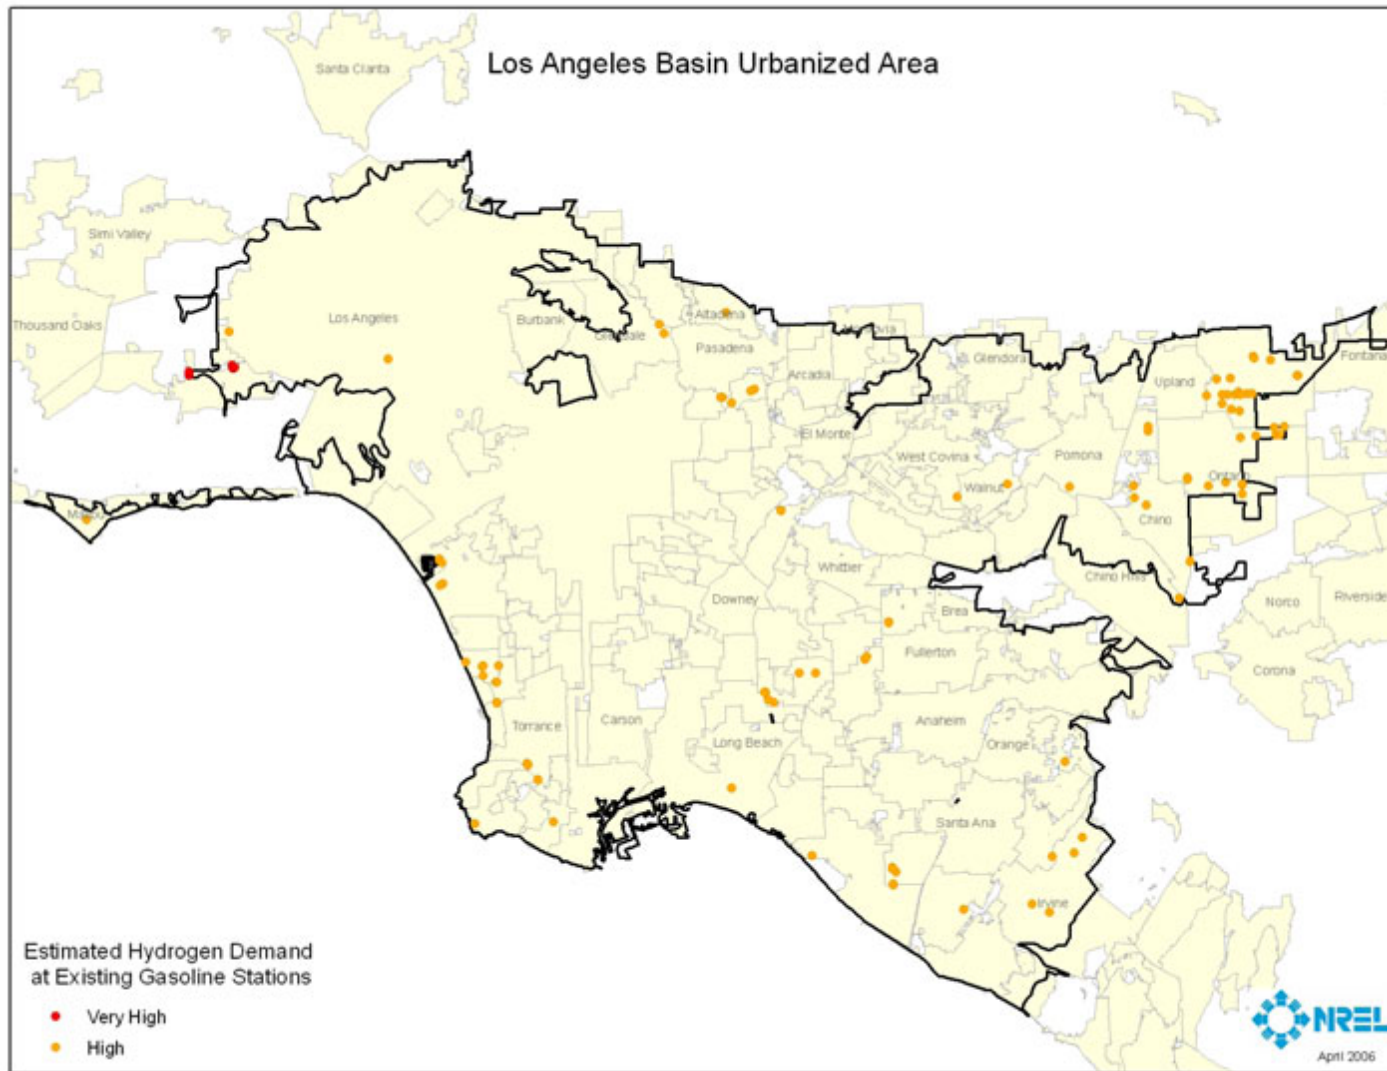 Los Angeles Basin Urbanized Area
Santa Clarita
Simi Valley
Thousand Oaks
Los Angeles
Burbank
Glendale
Altadena
Pasadena
Monrovia
Arcadia
Glendora
Upland
Fontana
El Monte
West Covina
Pomona
Walnut
Ontario
Malibu
Chino
Whittier
Chino Hills
Downey
Brea
Norco
Riverside
Fullerton
Corona
Torrance
Carson
Anaheim
Long Beach
Orange
Santa Ana
Irvine
Estimated Hydrogen Demand
at Existing Gasoline Stations
Very High
High
NREL
April 2006